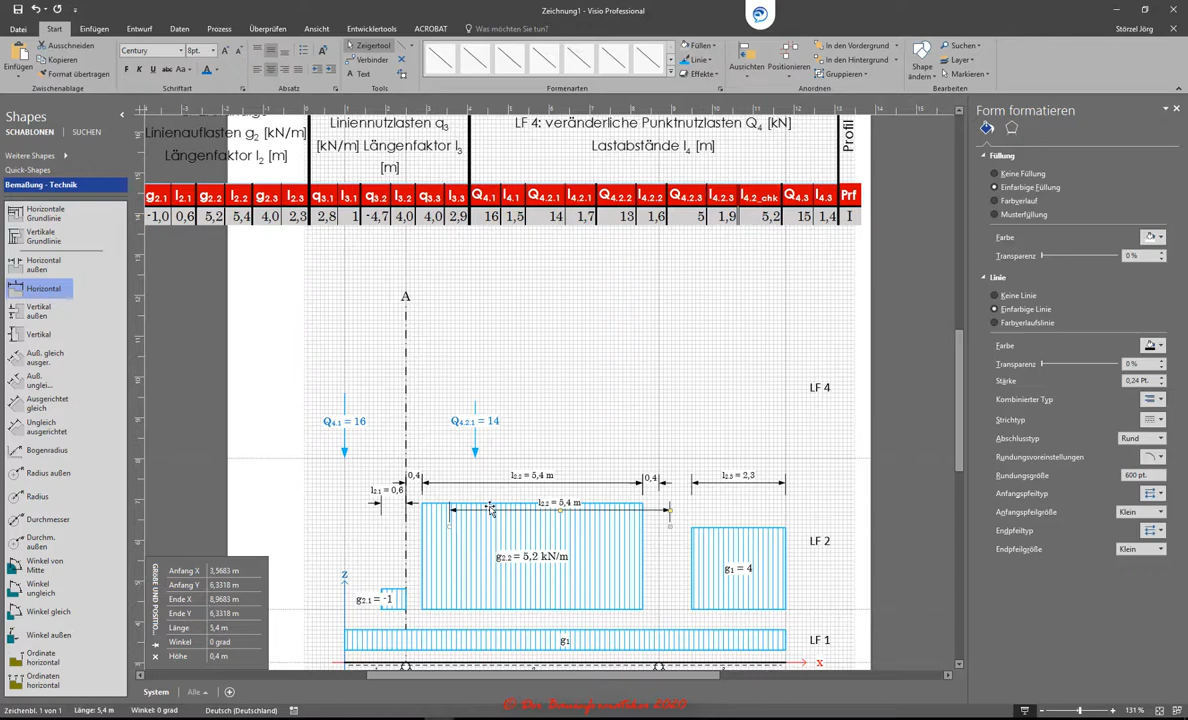 Zeichnung1 - Visio Professional
Störzel Jörg
Datei Start Einfügen Entwurf Daten Prozess Überprüfen Ansicht Entwicklertools ACROBAT Was möchten Sie tun?
Einfügen
Ausschneiden
Kopieren
Format übertragen
Zwischenablage
Century 8pt.
F K U abc Aa A
Schriftart
Absatz
Zeigertool
Verbinder
Text
Tools
Füllen
Linie
Effekte
Formenarten
Ausrichten
Positionieren
In den Vordergrund
In den Hintergrund
Gruppieren
Anordnen
Shape ändern
Suchen
Layer
Markieren
Bearbeiten
Shapes
SCHABLONEN SUCHEN
Weitere Shapes
Quick-Shapes
Bemaßung - Technik
Horizontale Grundlinie
Vertikale Grundlinie
Horizontal außen
Horizontal
Vertikal außen
Vertikal
Auß. gleich ausger.
Auß. unglei...
Ausgerichtet gleich
Ungleich ausgerichtet
Bogenradius
Radius außen
Radius
Durchmesser
Durchm. außen
Winkel von Mitte
Winkel ungleich
Winkel gleich
Winkel außen
Ordinate horizontal
Ordinaten horizontal
Linienauflasten g2 [kN/m]
Längenfaktor l2 [m]
Liniennutzlasten q3
[kN/m] Längenfaktor l3
[m]
LF 4: veränderliche Punktnutzlasten Q4 [kN]
Lastabstände l4 [m]
Profil
g2.1 l2.1 g2.2 l2.2 g2.3 l2.3 q3.1 l3.1 q3.2 l3.2 q3.3 l3.3 Q4.1 l4.1 Q4.2.1 l4.2.1 Q4.2.2 l4.2.2 Q4.2.3 l4.2.3 l4.2_chk Q4.3 l4.3 Prf
-1,0 0,6 5,2 5,4 4,0 2,3 2,8 1 -4,7 4,0 4,0 2,9 16 1,5 14 1,7 13 1,6 5 1,9 5,2 15 1,4 I
A
LF 4
Q4.1 = 16
Q4.2.1 = 14
0,4
l2.2 = 5,4 m
0,4
l2.3 = 2,3
l2.1 = 0,6
l2.2 = 5,4 m
LF 2
g2.2 = 5,2 kN/m
g1 = 4
z
g2.1 = -1
g1
LF 1
x
GRÖßE UND POSITIO...
Anfang X 3,5683 m
Anfang Y 6,3318 m
Ende X 8,9683 m
Ende Y 6,3318 m
Länge 5,4 m
Winkel 0 grad
Höhe 0,4 m
Form formatieren
Füllung
Keine Füllung
Einfarbige Füllung
Farbverlauf
Musterfüllung
Farbe
Transparenz 0 %
Linie
Keine Linie
Einfarbige Linie
Farbverlaufslinie
Farbe
Transparenz 0 %
Stärke 0,24 Pt.
Kombinierter Typ
Strichtyp
Abschlusstyp Rund
Rundungsvoreinstellungen
Rundungsgröße 600 pt.
Anfangspfeiltyp
Anfangspfeilgröße Klein
Endpfeiltyp
Endpfeilgröße Klein
System Alle
Zeichenbl. 1 von 1 Länge: 5,4 m Winkel: 0 grad Deutsch (Deutschland)
© Der Bauinformatiker 2020
131 %